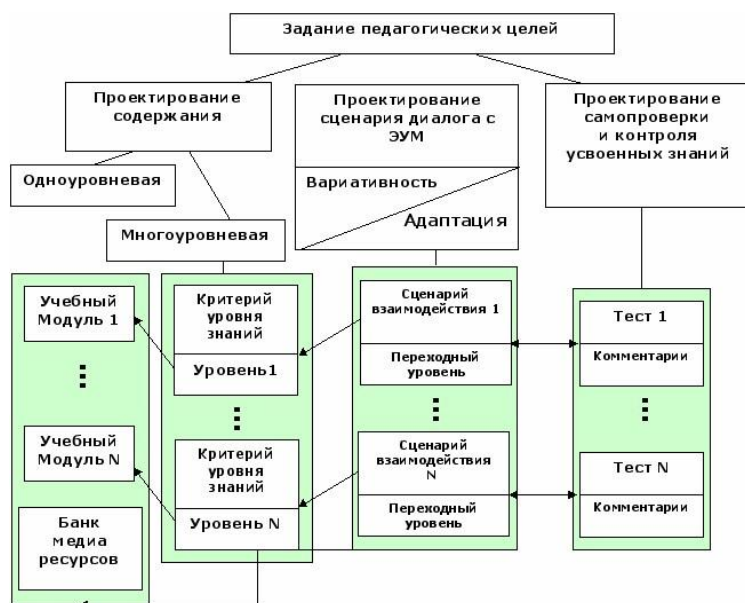 Задание педагогических целей
Проектирование
содержания
Проектирование
сценария диалога с
ЭУМ
Проектирование
самопроверки
и контроля
усвоенных знаний
Одноуровневая
Вариативность
Адаптация
Многоуровневая
Учебный
Модуль 1
Критерий
уровня
знаний
Уровень1
Сценарий
взаимодействия 1
Переходный
уровень
Тест 1
Комментарии
Учебный
Модуль N
Критерий
уровня
знаний
Уровень N
Сценарий
взаимодействия
N
Переходный
уровень
Тест N
Комментарии
Банк
медиа
ресурсов